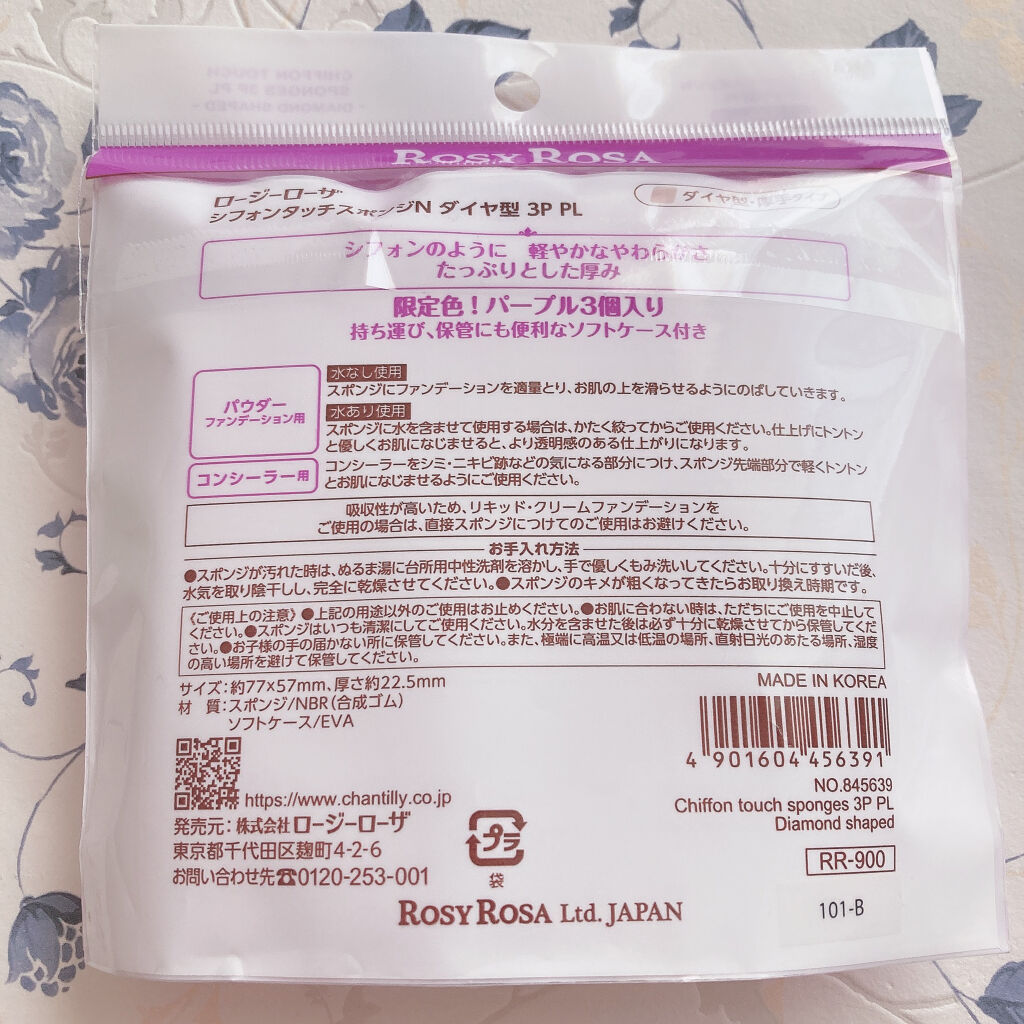 ROSY ROSA
ロージーローザ
シフォンタッチスポンジN ダイヤ型 3P PL
ダイヤ型・厚手タイプ
シフォンのように 軽やかなやわらかさ
たっぷりとした厚み
限定色!パープル3個入り
持ち運び、保管にも便利なソフトケース付き
パウダー
ファンデーション用
水なし使用
スポンジにファンデーションを適量とり、お肌の上を滑らせるようにのばしていきます。
水あり使用
スポンジに水を含ませて使用する場合は、かたく絞ってからご使用ください。仕上げにトントン
と優しくお肌になじませると、より透明感のある仕上がりになります。
コンシーラー用
コンシーラーをシミ・ニキビ跡などの気になる部分につけ、スポンジ先端部分で軽くトントン
とお肌になじませるようにご使用ください。
吸収性が高いため、リキッド・クリームファンデーションを
ご使用の場合は、直接スポンジにつけてのご使用はお避けください。
お手入れ方法
●スポンジが汚れた時は、ぬるま湯に台所用中性洗剤を溶かし、手で優しくもみ洗いしてください。十分にすすいだ後、
水気を取り陰干しし、完全に乾燥させてください。●スポンジのキメが粗くなってきたらお取り換え時期です。
《ご使用上の注意》●上記の用途以外のご使用はお止めください。●お肌に合わない時は、ただちにご使用を中止して
ください。●スポンジはいつも清潔にしてご使用ください。水分を含ませた後は必ず十分に乾燥させてから保管してくだ
さい。●お子様の手の届かない所に保管してください。また、極端に高温又は低温の場所、直射日光のあたる場所、湿度
の高い場所を避けて保管してください。
サイズ:約77×57mm、厚さ約22.5mm
材 質:スポンジ/NBR(合成ゴム)
ソフトケース/EVA
MADE IN KOREA
4 901604 456391
NO.845639
Chiffon touch sponges 3P PL
Diamond shaped
RR-900
101-B
https://www.chantilly.co.jp
発売元:株式会社ロージーローザ
東京都千代田区麹町4-2-6
お問い合わせ先☎0120-253-001
プラ
袋
ROSY ROSA Ltd. JAPAN